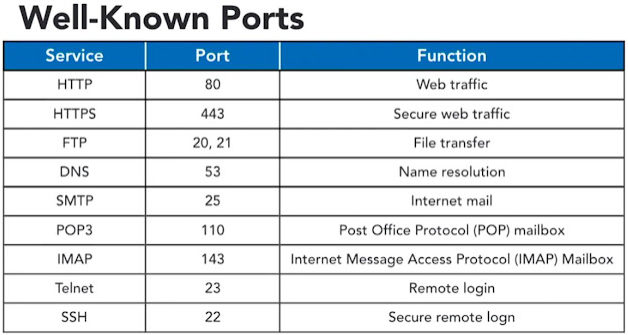 Well-Known Ports
Service Port Function
HTTP 80 Web traffic
HTTPS 443 Secure web traffic
FTP 20, 21 File transfer
DNS 53 Name resolution
SMTP 25 Internet mail
POP3 110 Post Office Protocol (POP) mailbox
IMAP 143 Internet Message Access Protocol (IMAP) Mailbox
Telnet 23 Remote login
SSH 22 Secure remote logn